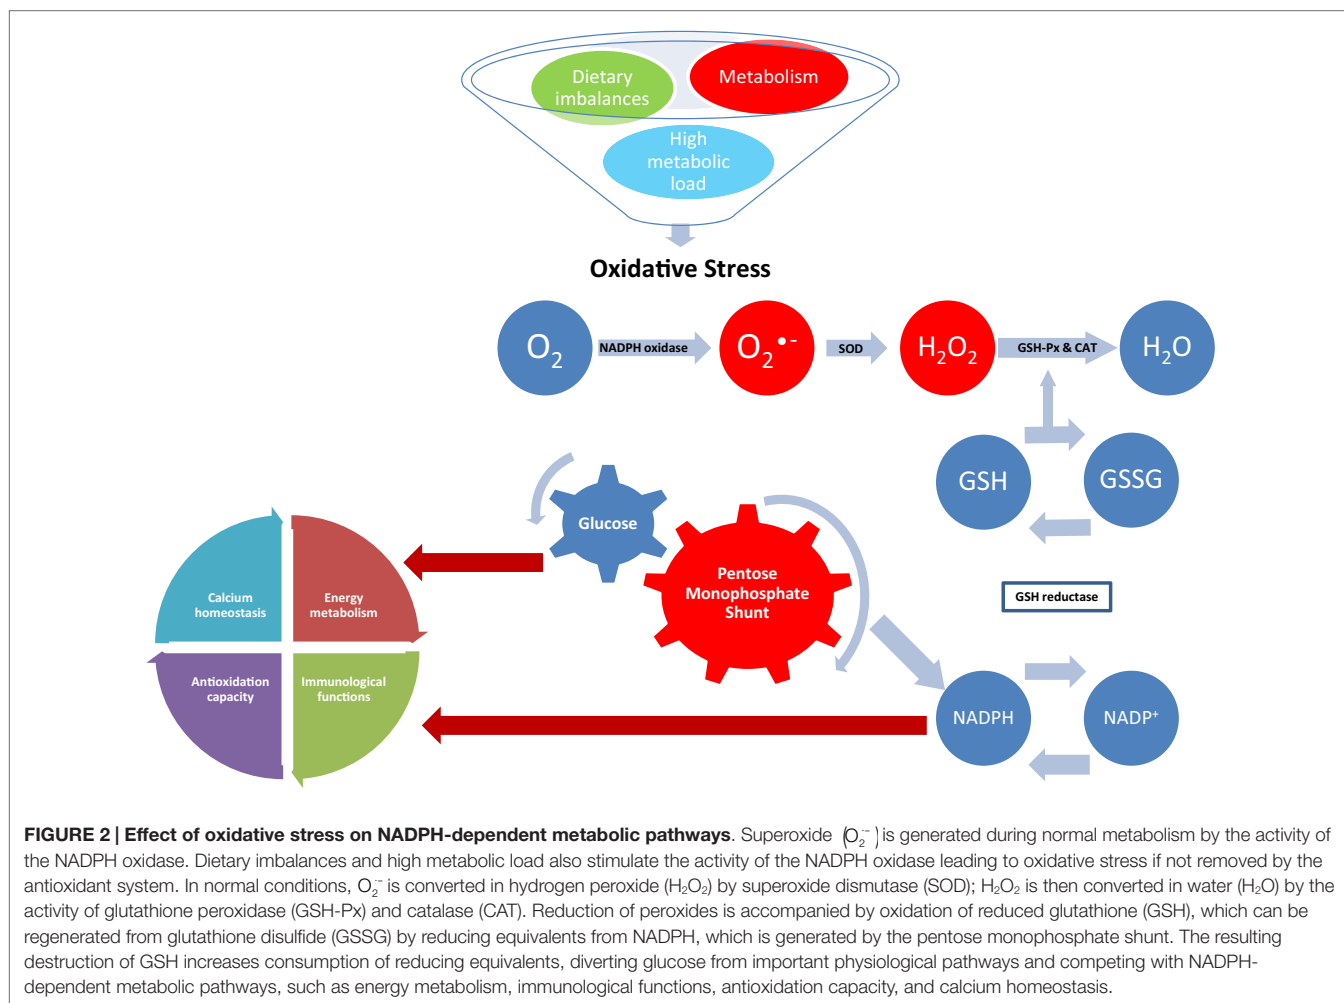 Dietary
imbalances
Metabolism
High
metabolic
load
Oxidative Stress
O₂
NADPH oxidase
O₂•-
SOD
H₂O₂
GSH-Px & CAT
H₂O
GSH
GSSG
Glucose
Pentose
Monophosphate
Shunt
GSH reductase
Calcium
homeostasis
Energy
metabolism
Antioxidation
capacity
Immunological
functions
NADPH
NADP⁺
FIGURE 2 | Effect of oxidative stress on NADPH-dependent metabolic pathways. Superoxide (O₂·̄) is generated during normal metabolism by the activity of
the NADPH oxidase. Dietary imbalances and high metabolic load also stimulate the activity of the NADPH oxidase leading to oxidative stress if not removed by the
antioxidant system. In normal conditions, O₂·̄ is converted in hydrogen peroxide (H₂O₂) by superoxide dismutase (SOD); H₂O₂ is then converted in water (H₂O) by the
activity of glutathione peroxidase (GSH-Px) and catalase (CAT). Reduction of peroxides is accompanied by oxidation of reduced glutathione (GSH), which can be
regenerated from glutathione disulfide (GSSG) by reducing equivalents from NADPH, which is generated by the pentose monophosphate shunt. The resulting
destruction of GSH increases consumption of reducing equivalents, diverting glucose from important physiological pathways and competing with NADPH-
dependent metabolic pathways, such as energy metabolism, immunological functions, antioxidation capacity, and calcium homeostasis.